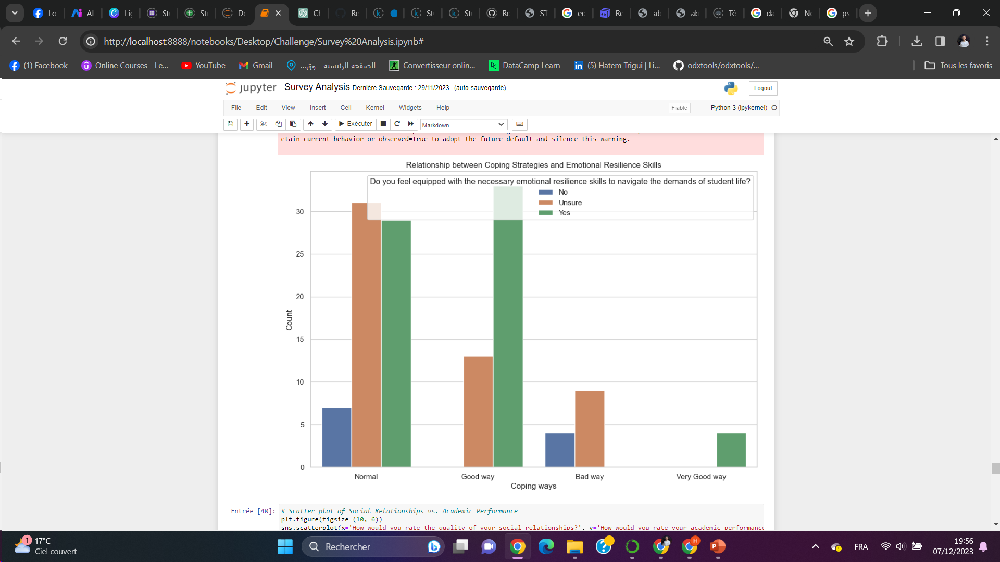 Lo
AI
Li
St
St
De
Ch
Re
St
St
Ro
ST
ed
Re
ab
ab
Té
da
No
ps
http://localhost:8888/notebooks/Desktop/Challenge/Survey%20Analysis.ipynb#
(1) Facebook
Online Courses - Le...
YouTube
Gmail
الصفحة الرئيسية - وق...
Convertisseur onlin...
DataCamp Learn
(5) Hatem Trigui | Li...
odxtools/odxtools/...
Tous les favoris
jupyter
Survey Analysis Dernière Sauvegarde : 29/11/2023 (auto-sauvegardé)
Logout
File Edit View Insert Cell Kernel Widgets Help
Fiable
Python 3 (ipykernel)
Exécuter
Markdown
etain current behavior or observed=True to adopt the future default and silence this warning.
Relationship between Coping Strategies and Emotional Resilience Skills
Do you feel equipped with the necessary emotional resilience skills to navigate the demands of student life?
No
Unsure
Yes
30
25
20
15
10
5
0
Count
Normal
Good way
Bad way
Very Good way
Coping ways
Entrée [40]:
# Scatter plot of Social Relationships vs. Academic Performance
plt.figure(figsize=(10, 6))
sns.scatterplot(x='How would you rate the quality of your social relationships?', y='How would you rate your academic performance
1
17°C
Ciel couvert
Rechercher
H
FRA
19:56
07/12/2023